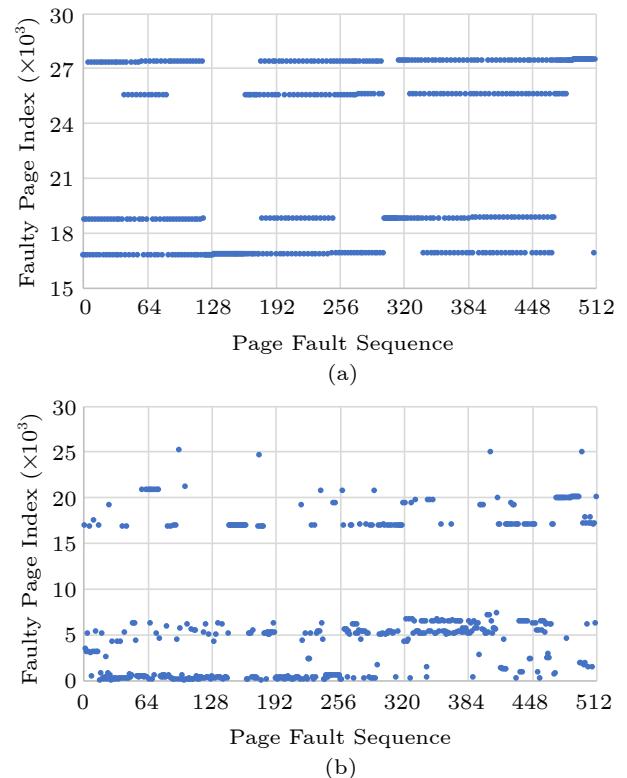 Faulty Page Index (×10³)
30
27
24
21
18
15
0 64 128 192 256 320 384 448 512
Page Fault Sequence
(a)
Faulty Page Index (×10³)
30
25
20
15
10
5
0
0 64 128 192 256 320 384 448 512
Page Fault Sequence
(b)